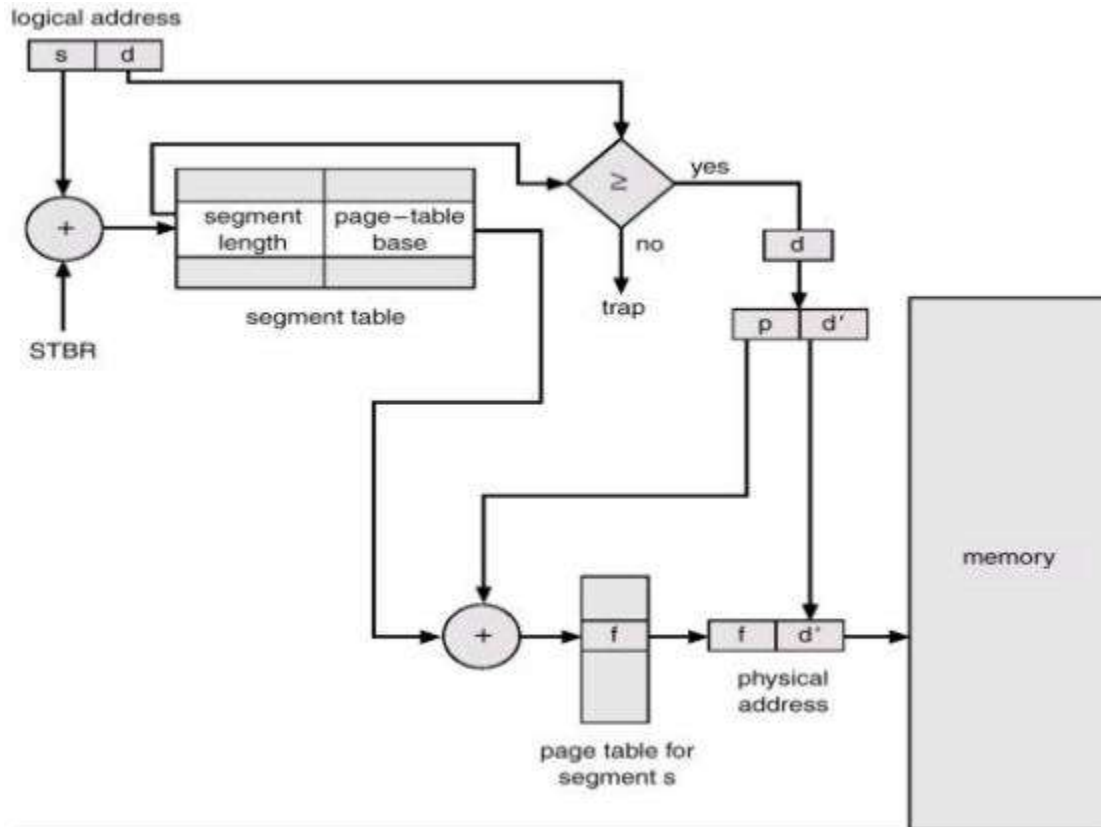 logical address
s d
yes
≥
segment page-table
+
length base
no
d
trap
segment table
p d'
STBR
memory
+
f
f d'
physical
address
page table for
segment s